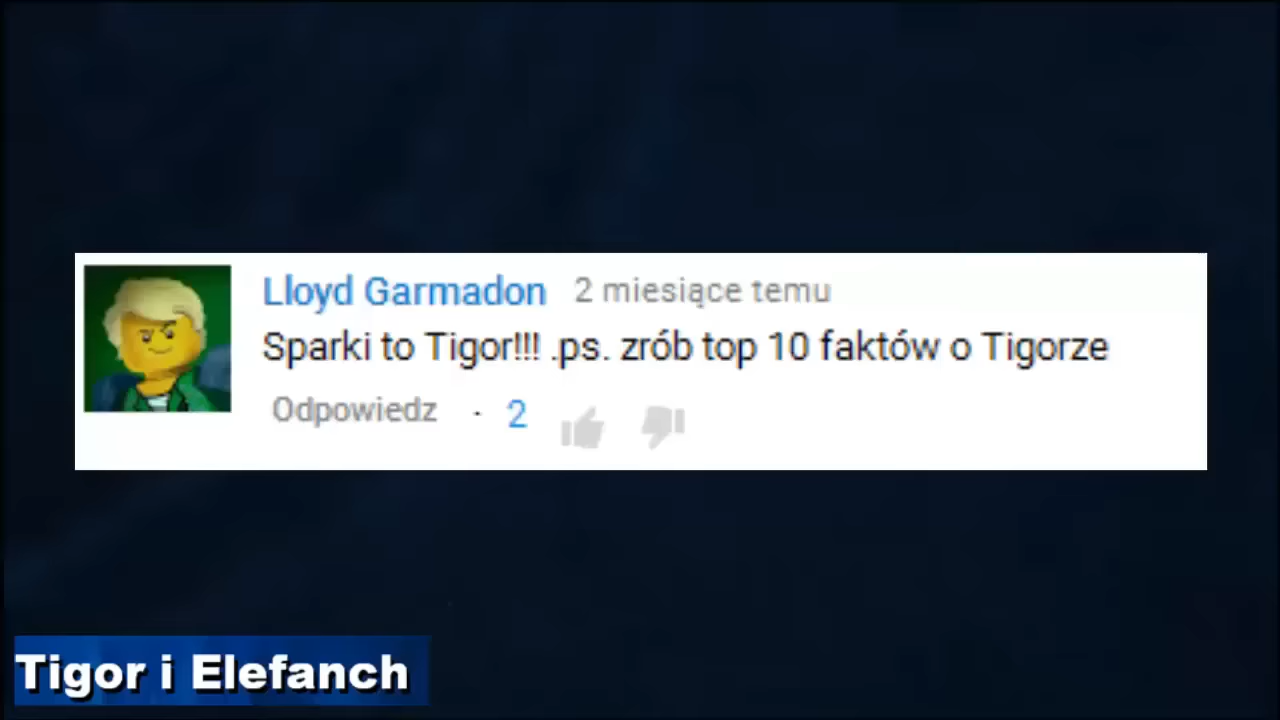 Lloyd Garmadon 2 miesiące temu
Sparki to Tigor!!! .ps. zrób top 10 faktów o Tigorze
Odpowiedz · 2
Tigor i Elefanch